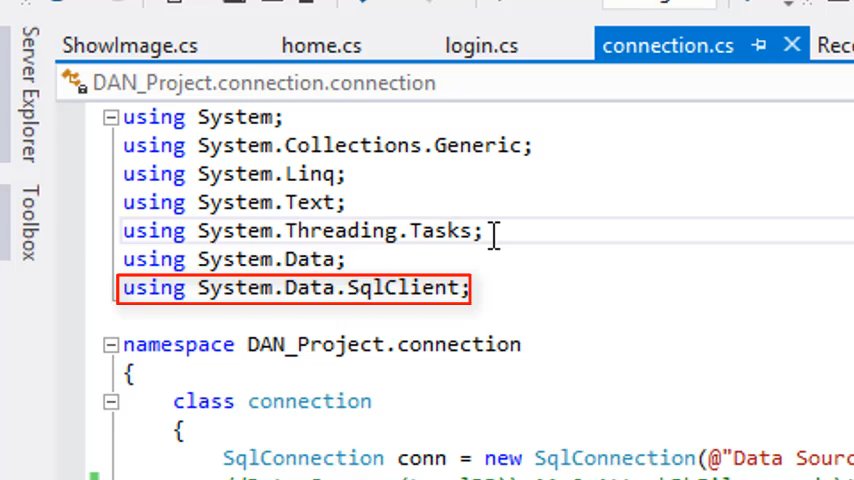 ShowImage.cs home.cs login.cs connection.cs
Server Explorer
Toolbox
DAN_Project.connection.connection
using System;
using System.Collections.Generic;
using System.Linq;
using System.Text;
using System.Threading.Tasks;
using System.Data;
using System.Data.SqlClient;
namespace DAN_Project.connection
{
class connection
{
SqlConnection conn = new SqlConnection(@"Data